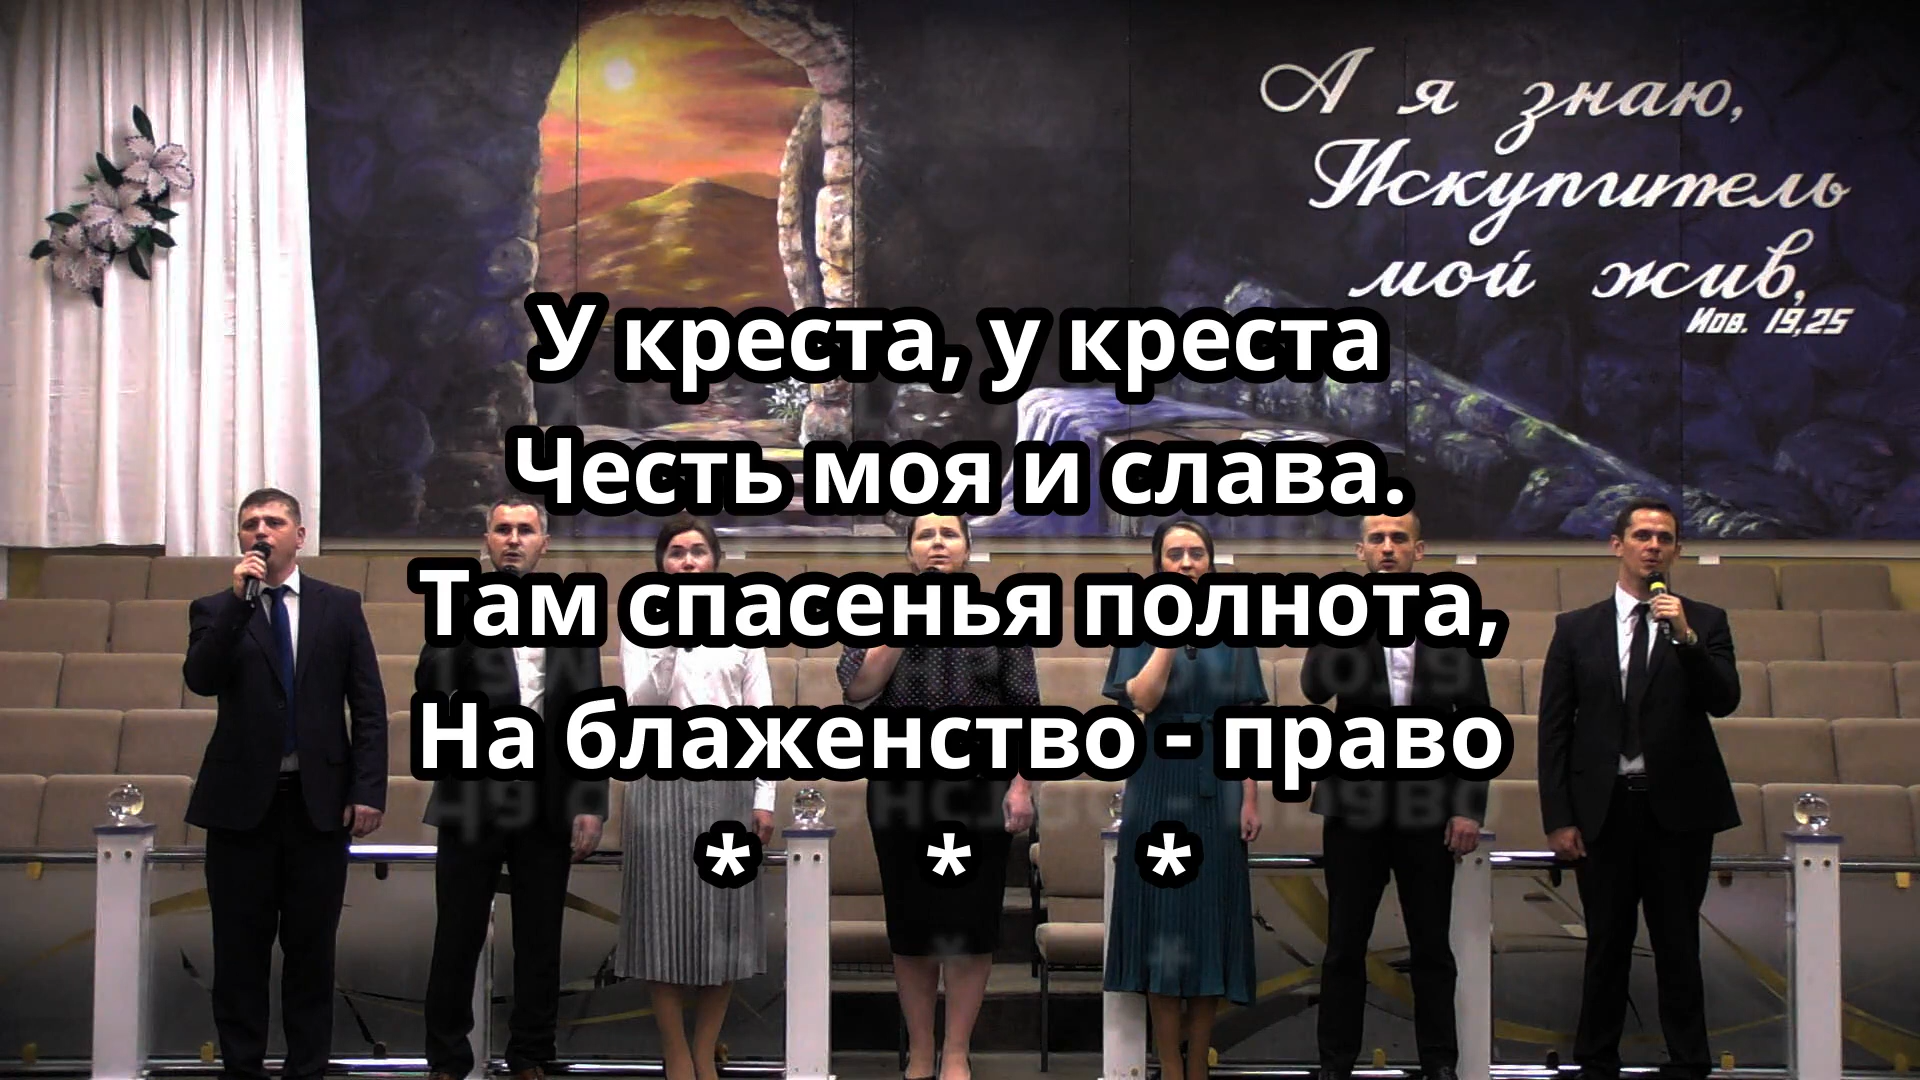 А я знаю,
Искупитель
мой жив,
Иов. 19,25
У креста, у креста
Честь моя и слава.
Там спасенья полнота,
На блаженство - право
* * *